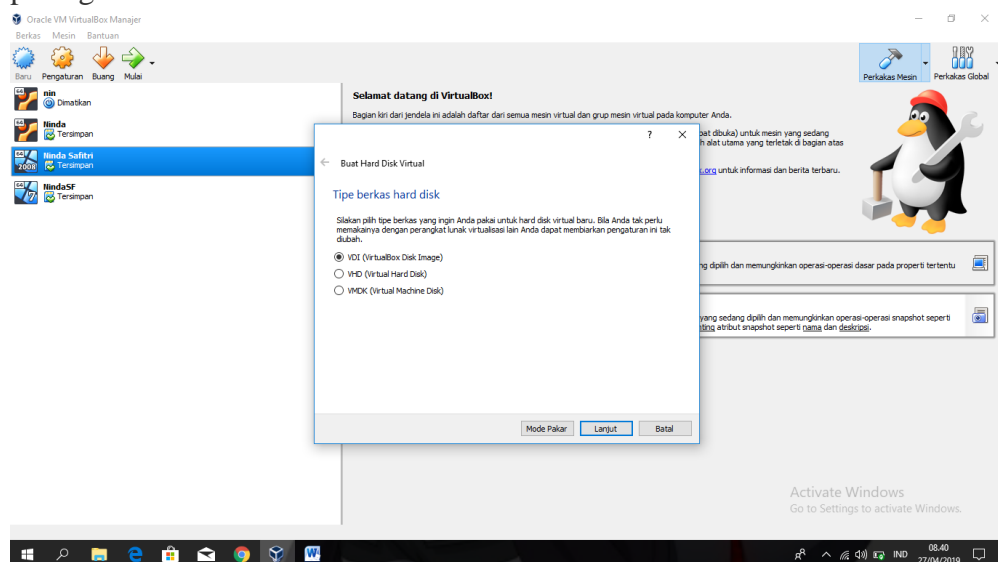 Oracle VM VirtualBox Manajer
Berkas Mesin Bantuan
Baru Pengaturan Buang Mulai
Perkakas Mesin Perkakas Global
64 nin
Dimatikan
64 Ninda
Tersimpan
64 2008 Ninda Safitri
Tersimpan
64 7 NindaSF
Tersimpan
Selamat datang di VirtualBox!
Bagian kiri dari jendela ini adalah daftar dari semua mesin virtual dan grup mesin virtual pada komputer Anda.
dibuka) untuk mesin yang sedang
alat utama yang terletak di bagian atas
.org untuk informasi dan berita terbaru.
dipilih dan memungkinkan operasi-operasi dasar pada properti tertentu
yang sedang dipilih dan memungkinkan operasi-operasi snapshot seperti
atribut snapshot seperti nama dan deskripsi.
? ×
← Buat Hard Disk Virtual
Tipe berkas hard disk
Silakan pilih tipe berkas yang ingin Anda pakai untuk hard disk virtual baru. Bila Anda tak perlu
memakainya dengan perangkat lunak virtualisasi lain Anda dapat membiarkan pengaturan ini tak
diubah.
VDI (VirtualBox Disk Image)
VHD (Virtual Hard Disk)
VMDK (Virtual Machine Disk)
Mode Pakar Lanjut Batal
Activate Windows
Go to Settings to activate Windows.
IND
08.40
27/04/2019